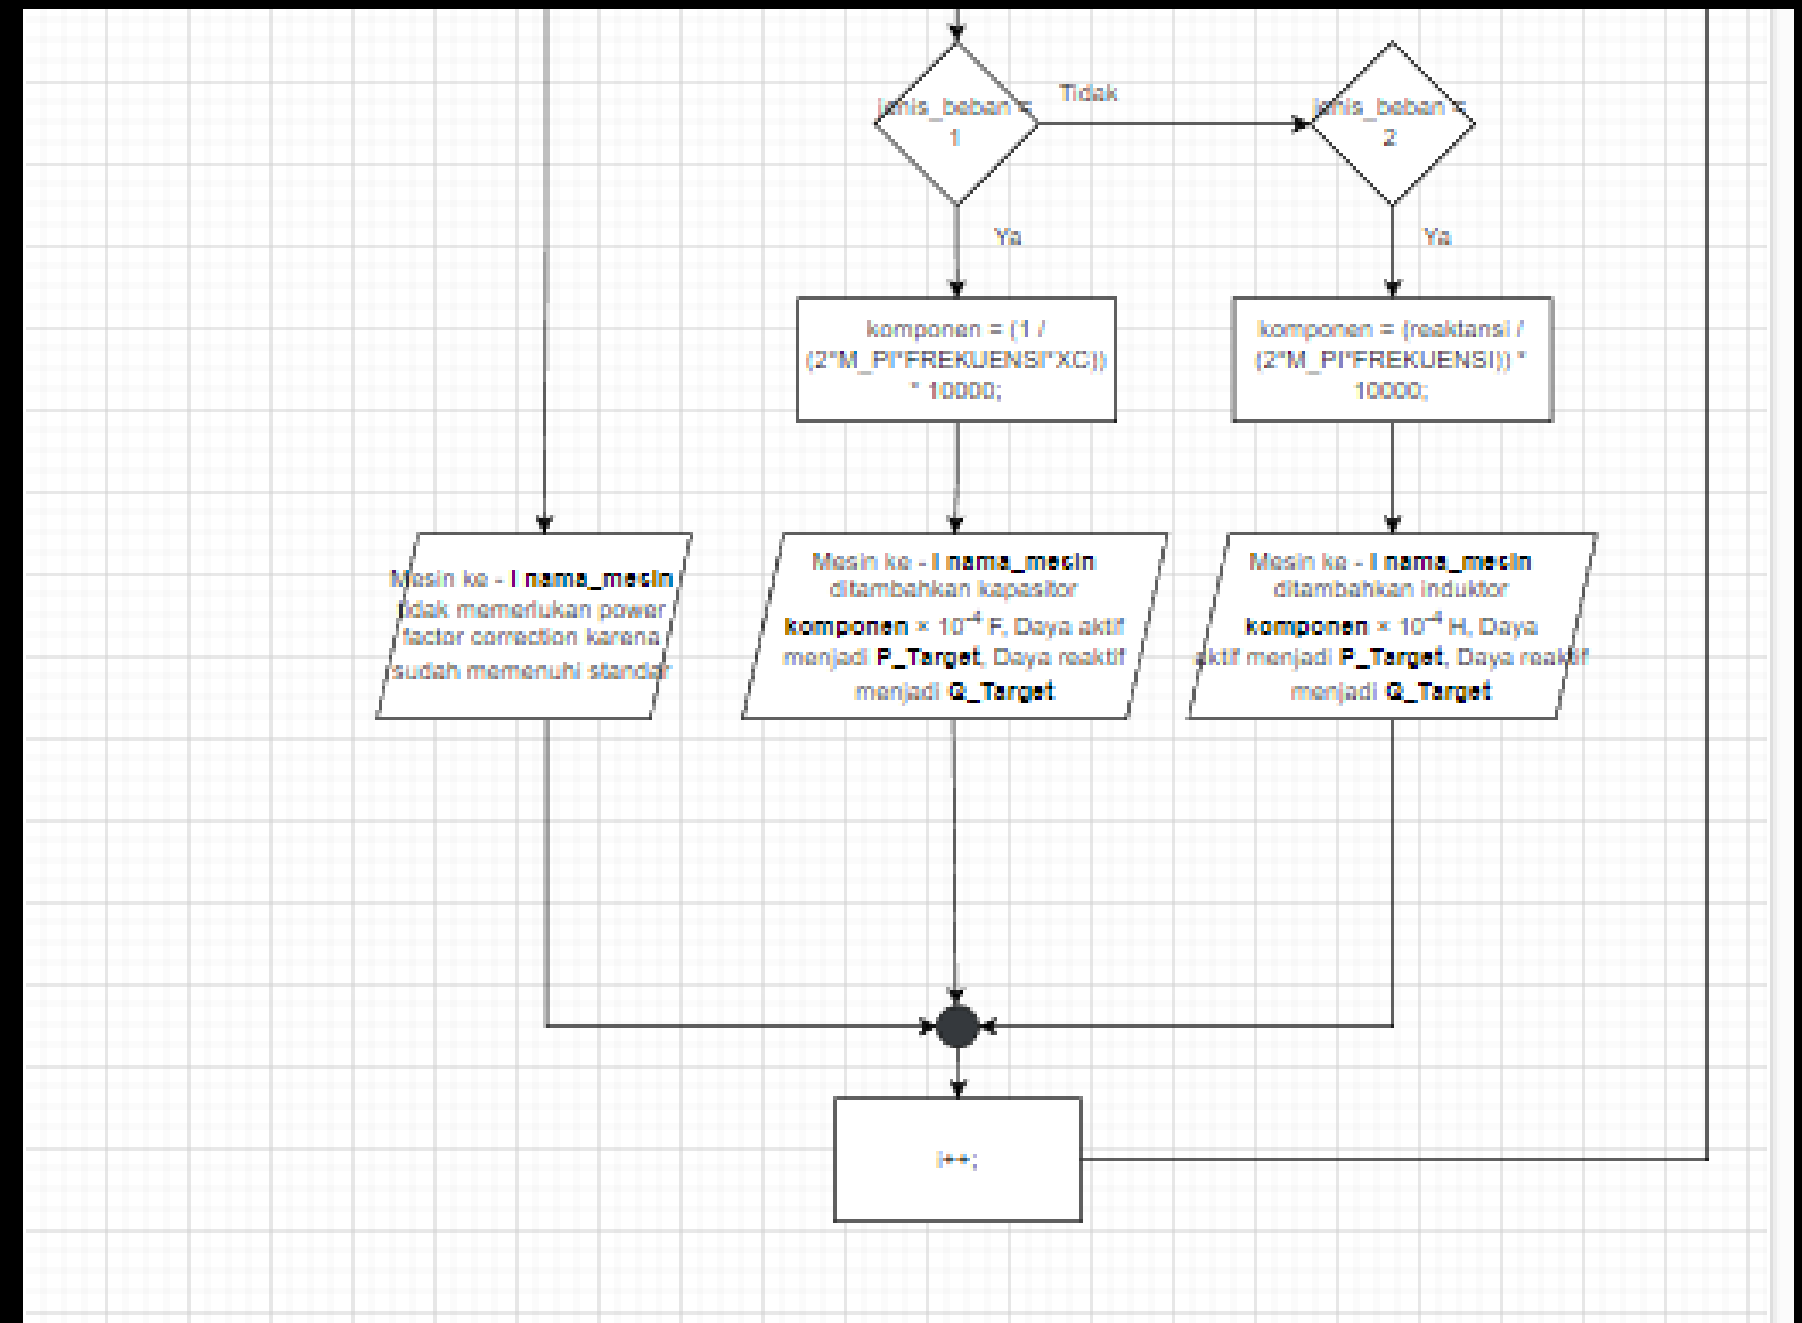 jenis_beban =
1
Tidak
jenis_beban =
2
Ya
Ya
komponen = (1 /
(2*M_PI*FREKUENSI*XC))
* 10000;
komponen = (reaktansi /
(2*M_PI*FREKUENSI)) *
10000;
Mesin ke - i nama_mesin
tidak memerlukan power
factor correction karena
sudah memenuhi standar
Mesin ke - i nama_mesin
ditambahkan kapasitor
komponen × 10⁻⁴ F, Daya aktif
menjadi P_Target, Daya reaktif
menjadi Q_Target
Mesin ke - i nama_mesin
ditambahkan induktor
komponen × 10⁻⁴ H, Daya
aktif menjadi P_Target, Daya reaktif
menjadi Q_Target
i++;